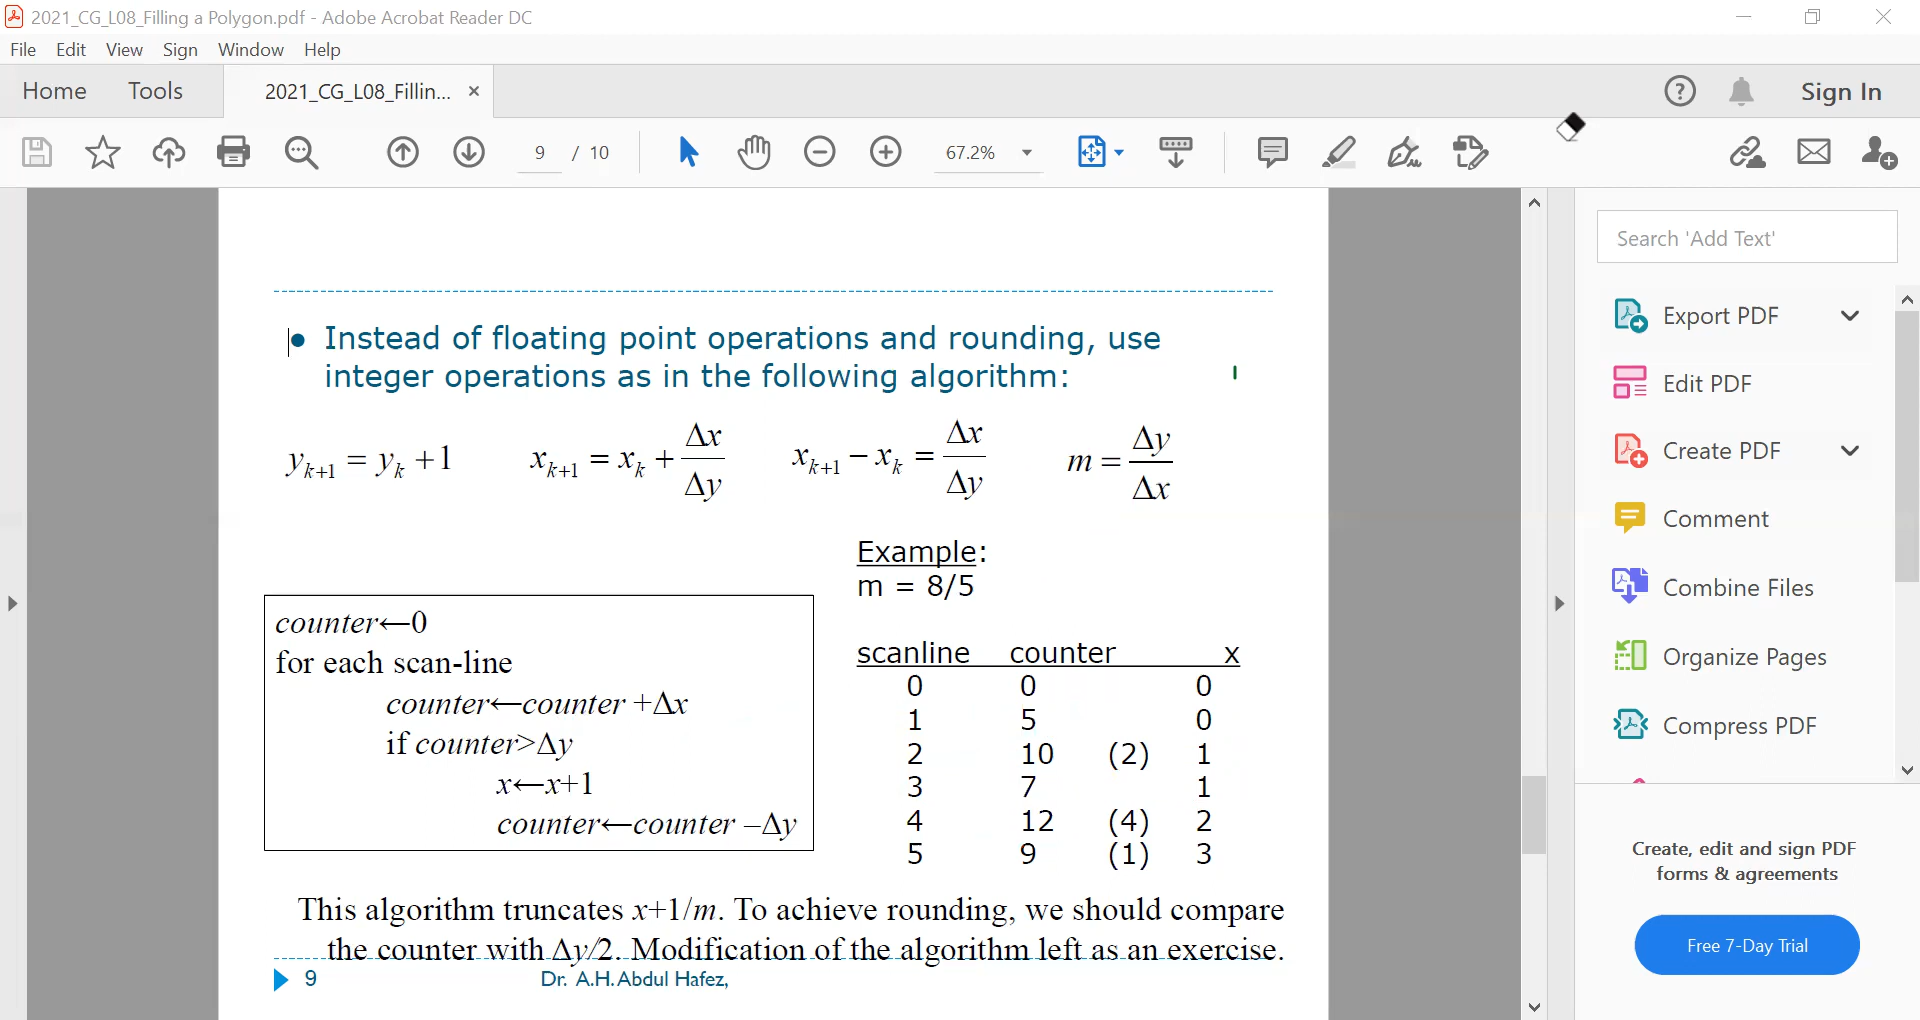 2021_CG_L08_Filling a Polygon.pdf - Adobe Acrobat Reader DC
File Edit View Sign Window Help
Home Tools 2021_CG_L08_Fillin... × Sign In
9 / 10 67.2%
Search 'Add Text'
• Instead of floating point operations and rounding, use
integer operations as in the following algorithm:
yₖ₊₁ = yₖ + 1 xₖ₊₁ = xₖ + Δx/Δy xₖ₊₁ − xₖ = Δx/Δy m = Δy/Δx
Example:
m = 8/5
counter←0
for each scan-line
counter←counter +Δx
if counter>Δy
x←x+1
counter←counter –Δy
scanline counter x
0 0 0
1 5 0
2 10 (2) 1
3 7 1
4 12 (4) 2
5 9 (1) 3
This algorithm truncates x+1/m. To achieve rounding, we should compare
the counter with Δy/2. Modification of the algorithm left as an exercise.
9 Dr. A.H.Abdul Hafez,
Export PDF
Edit PDF
Create PDF
Comment
Combine Files
Organize Pages
Compress PDF
Create, edit and sign PDF
forms & agreements
Free 7-Day Trial